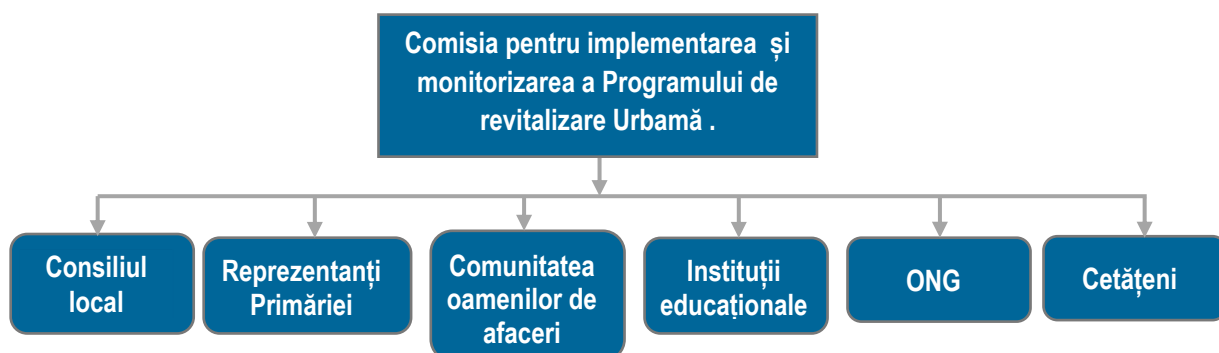 Comisia pentru implementarea și
monitorizarea a Programului de
revitalizare Urbamă .
Consiliul
local
Reprezentanți
Primăriei
Comunitatea
oamenilor de
afaceri
Instituții
educaționale
ONG
Cetățeni